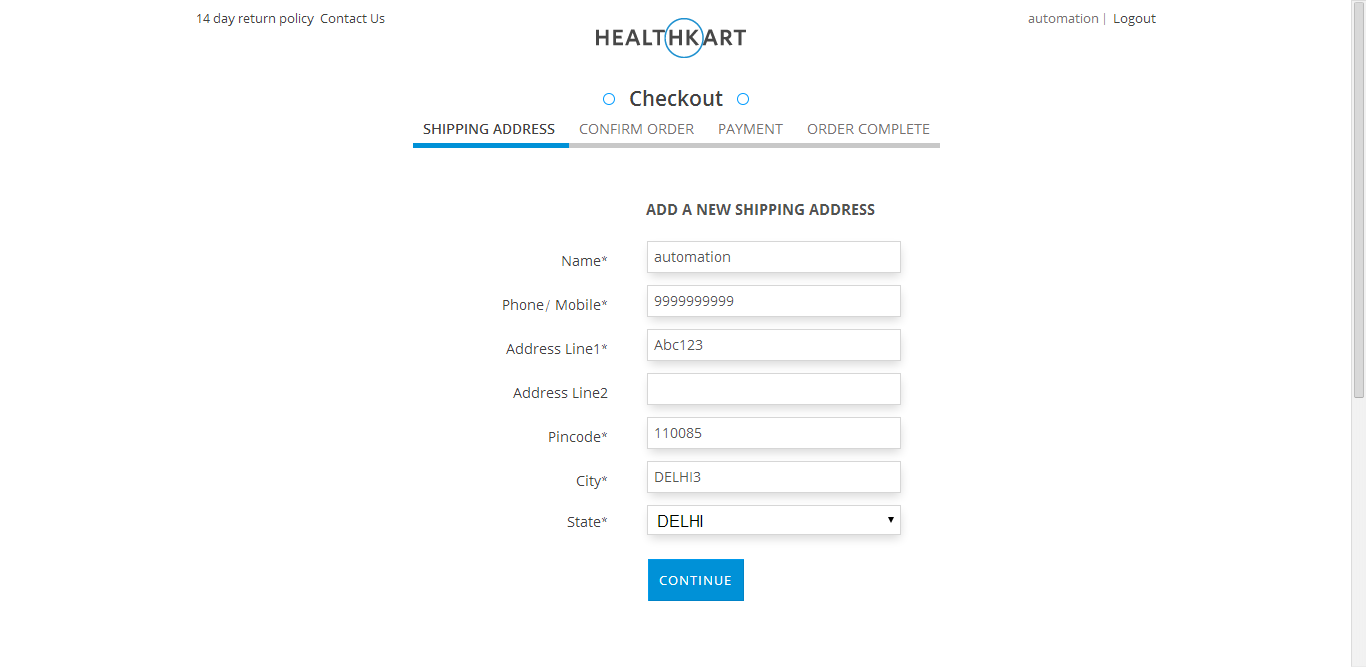 14 day return policy Contact Us
automation | Logout
HEALTHKART
Checkout
SHIPPING ADDRESS CONFIRM ORDER PAYMENT ORDER COMPLETE
ADD A NEW SHIPPING ADDRESS
Name* automation
Phone/ Mobile* 9999999999
Address Line1* Abc123
Address Line2
Pincode* 110085
City* DELHI3
State* DELHI
CONTINUE